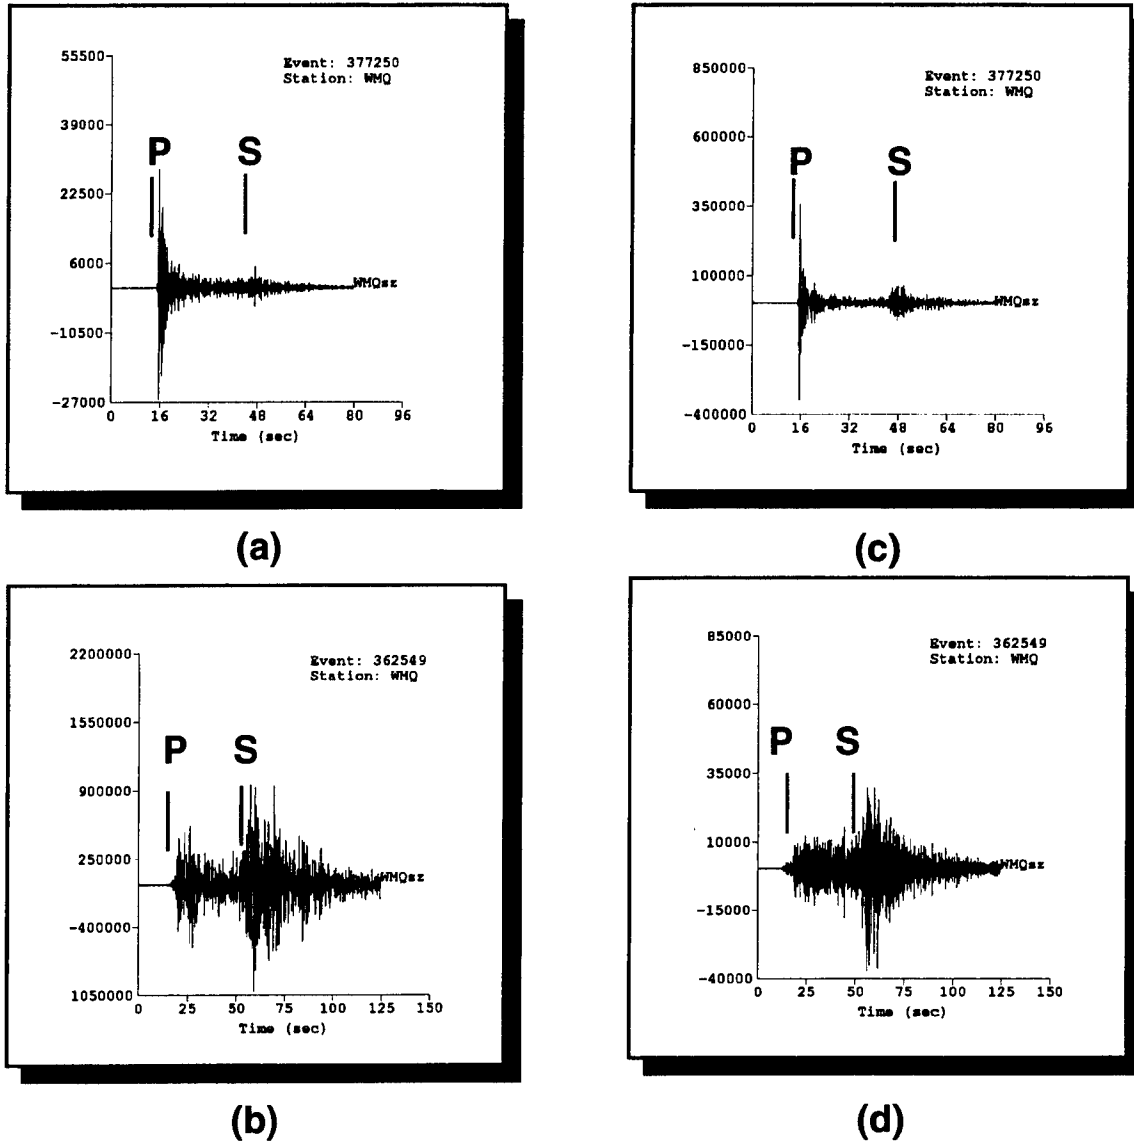 55500
Event: 377250
Station: WMQ
39000
P
S
22500
6000
WMQsz
-10500
-27000
0 16 32 48 64 80 96
Time (sec)
(a)
850000
Event: 377250
Station: WMQ
600000
P
S
350000
100000
WMQsz
-150000
-400000
0 16 32 48 64 80 96
Time (sec)
(c)
2200000
Event: 362549
Station: WMQ
1550000
P
S
900000
250000
WMQsz
-400000
1050000
0 25 50 75 100 125 150
Time (sec)
(b)
85000
Event: 362549
Station: WMQ
60000
P
S
35000
10000
WMQsz
-15000
-40000
0 25 50 75 100 125 150
Time (sec)
(d)